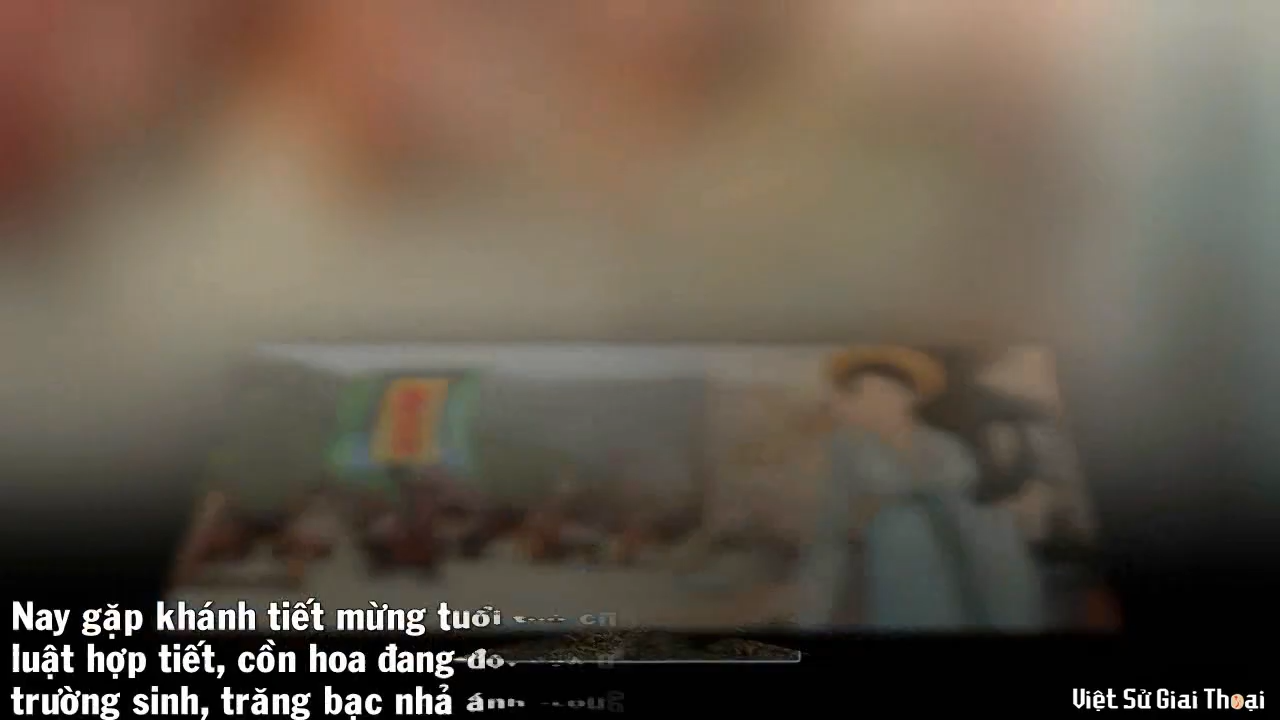 Nay gặp khánh tiết mừng tuổi
luật hợp tiết, cồn hoa đang
trường sinh, trăng bạc nhả ánh
Việt Sử Giai Thoại